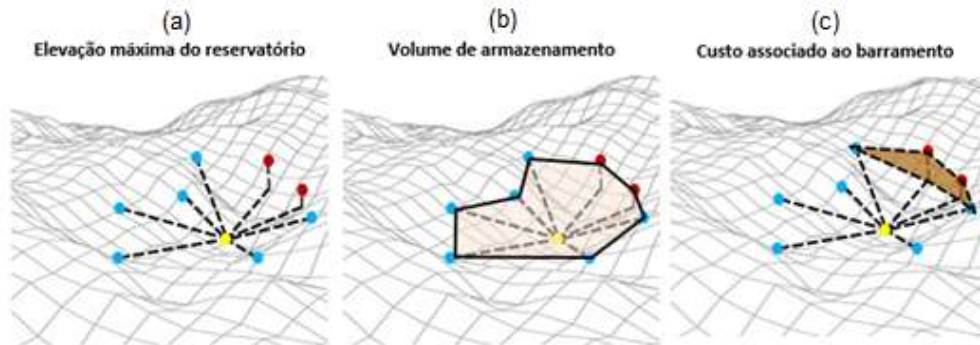 (a)
Elevação máxima do reservatório
(b)
Volume de armazenamento
(c)
Custo associado ao barramento